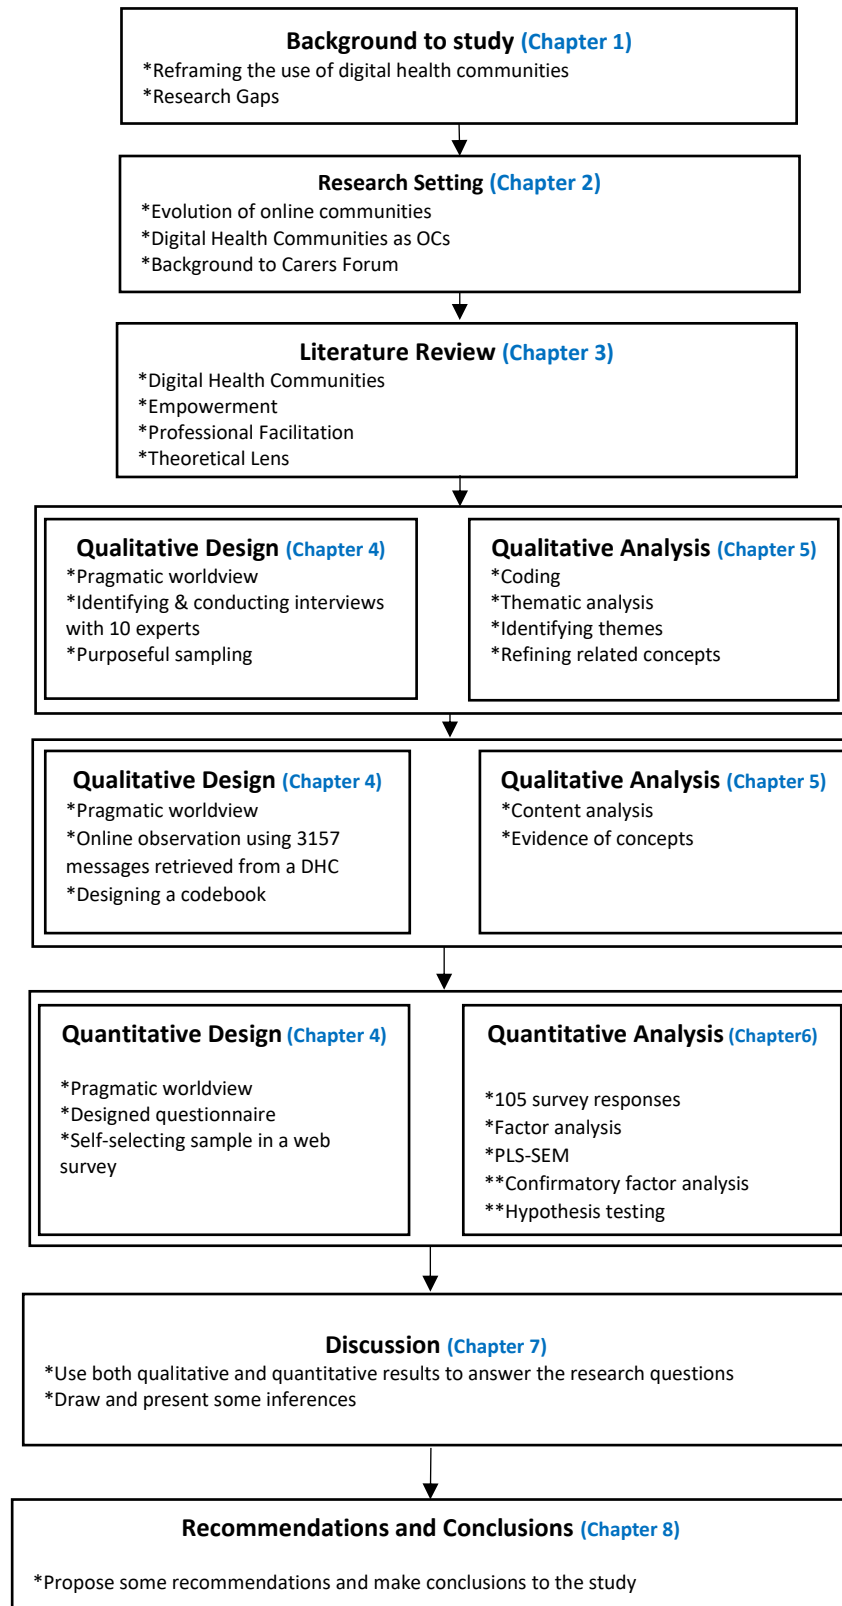 Background to study (Chapter 1)
*Reframing the use of digital health communities
*Research Gaps
Research Setting (Chapter 2)
*Evolution of online communities
*Digital Health Communities as OCs
*Background to Carers Forum
Literature Review (Chapter 3)
*Digital Health Communities
*Empowerment
*Professional Facilitation
*Theoretical Lens
Qualitative Design (Chapter 4)
*Pragmatic worldview
*Identifying & conducting interviews
with 10 experts
*Purposeful sampling
Qualitative Analysis (Chapter 5)
*Coding
*Thematic analysis
*Identifying themes
*Refining related concepts
Qualitative Design (Chapter 4)
*Pragmatic worldview
*Online observation using 3157
messages retrieved from a DHC
*Designing a codebook
Qualitative Analysis (Chapter 5)
*Content analysis
*Evidence of concepts
Quantitative Design (Chapter 4)
*Pragmatic worldview
*Designed questionnaire
*Self-selecting sample in a web
survey
Quantitative Analysis (Chapter6)
*105 survey responses
*Factor analysis
*PLS-SEM
**Confirmatory factor analysis
**Hypothesis testing
Discussion (Chapter 7)
*Use both qualitative and quantitative results to answer the research questions
*Draw and present some inferences
Recommendations and Conclusions (Chapter 8)
*Propose some recommendations and make conclusions to the study